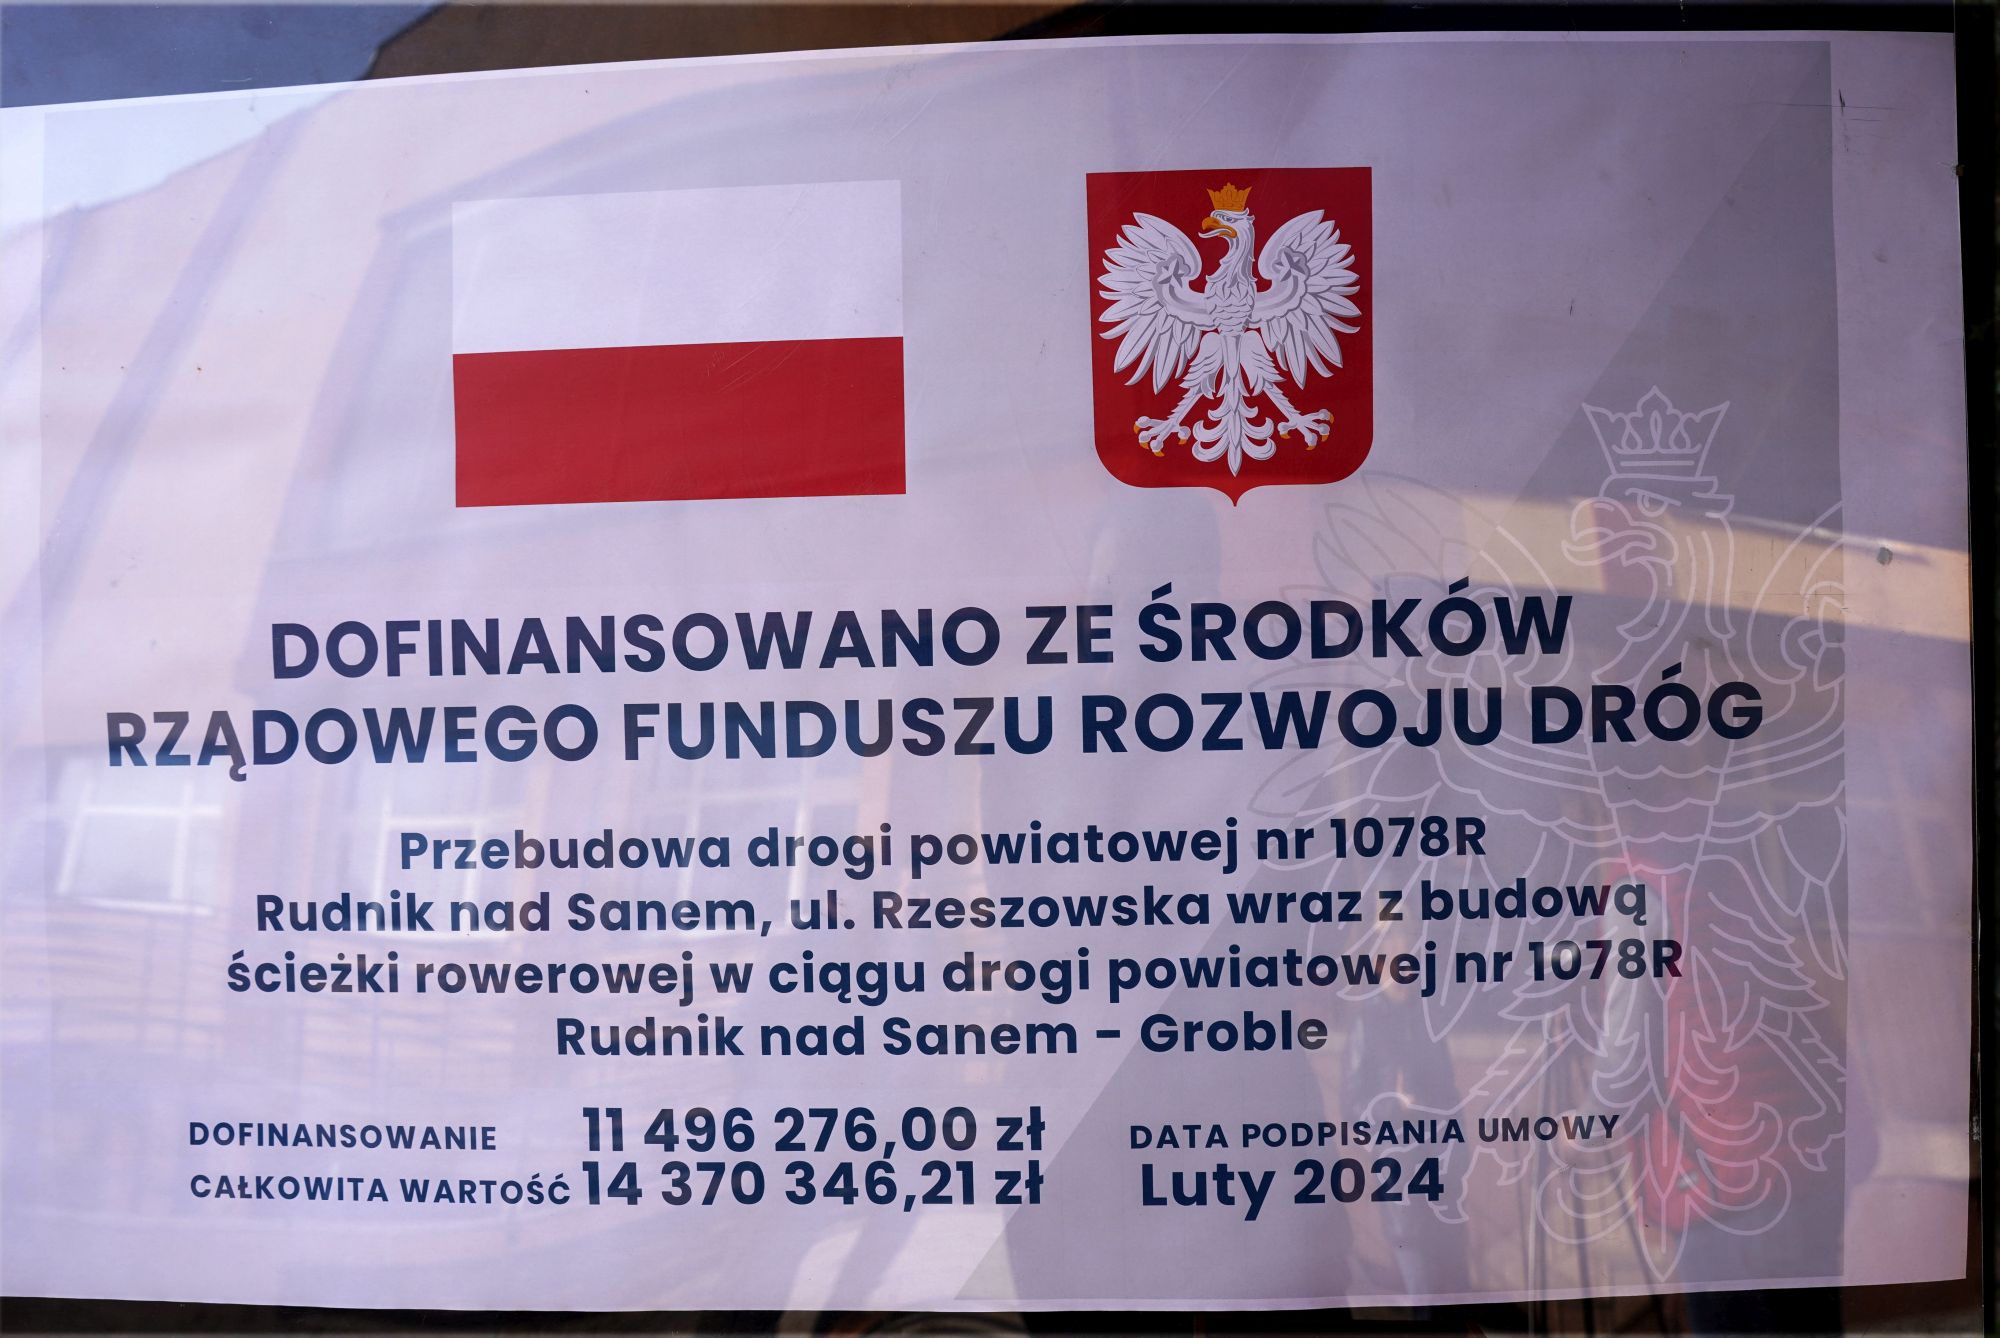 DOFINANSOWANO ZE ŚRODKÓW
RZĄDOWEGO FUNDUSZU ROZWOJU DRÓG
Przebudowa drogi powiatowej nr 1078R
Rudnik nad Sanem, ul. Rzeszowska wraz z budową
ścieżki rowerowej w ciągu drogi powiatowej nr 1078R
Rudnik nad Sanem - Groble
DOFINANSOWANIE 11 496 276,00 zł
CAŁKOWITA WARTOŚĆ 14 370 346,21 zł
DATA PODPISANIA UMOWY
Luty 2024